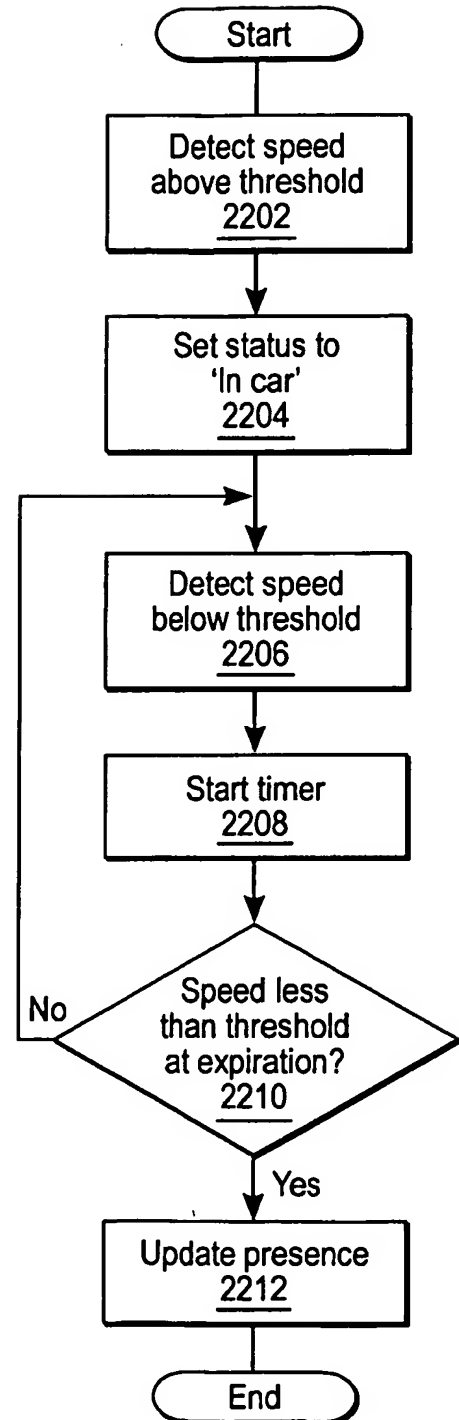 Start
Detect speed
above threshold
2202
Set status to
'In car'
2204
Detect speed
below threshold
2206
Start timer
2208
No
Speed less
than threshold
at expiration?
2210
Yes
Update presence
2212
End